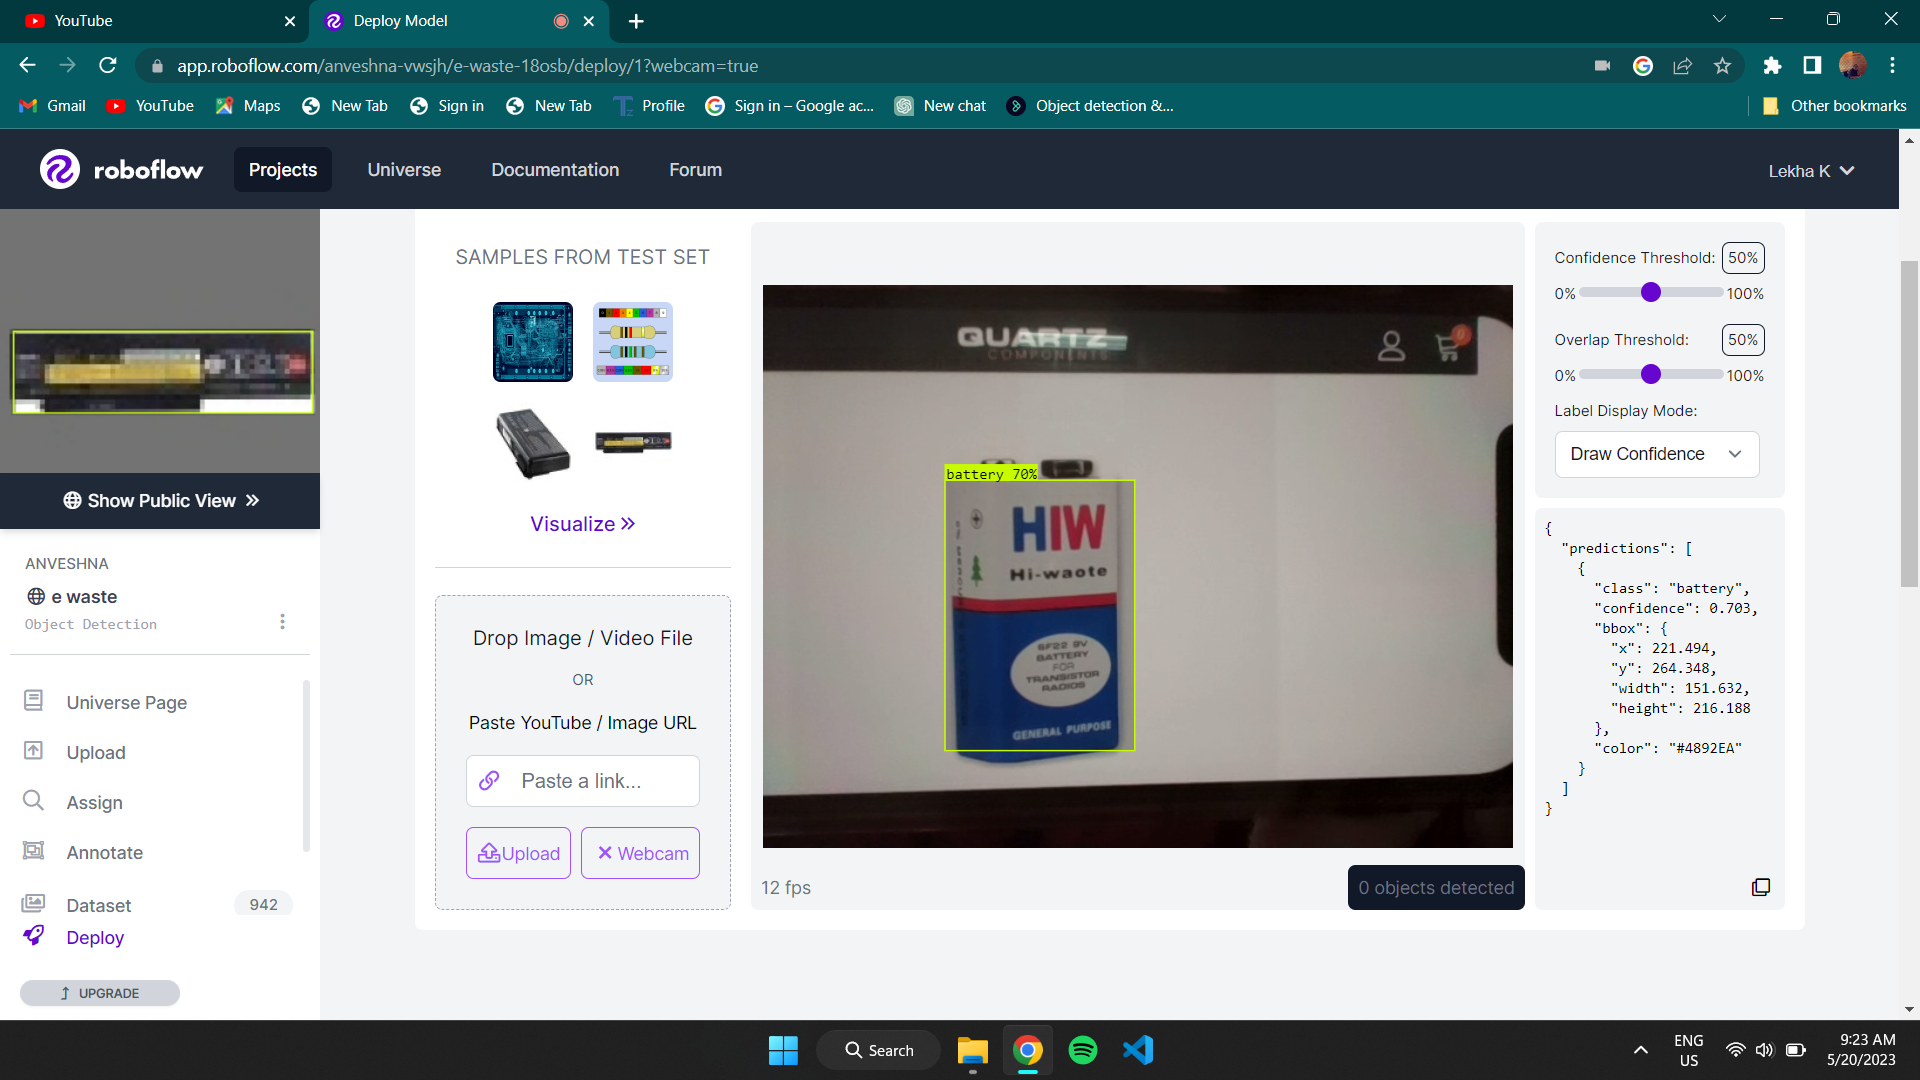 YouTube
Deploy Model
app.roboflow.com/anveshna-vwsjh/e-waste-18osb/deploy/1?webcam=true
Gmail
YouTube
Maps
New Tab
Sign in
New Tab
Profile
Sign in – Google ac...
New chat
Object detection &...
Other bookmarks
roboflow
Projects
Universe
Documentation
Forum
Lekha K
Show Public View
ANVESHNA
e waste
Object Detection
Universe Page
Upload
Assign
Annotate
Dataset
942
Deploy
UPGRADE
SAMPLES FROM TEST SET
Visualize
Drop Image / Video File
OR
Paste YouTube / Image URL
Paste a link...
Upload
Webcam
QUARTZ
COMPONENTS
0
battery 70%
HIW
Hi-waote
6F22 9V
BATTERY
FOR
TRANSISTOR
RADIOS
GENERAL PURPOSE
12 fps
0 objects detected
Confidence Threshold:
50%
0%
100%
Overlap Threshold:
50%
0%
100%
Label Display Mode:
Draw Confidence
{
"predictions": [
{
"class": "battery",
"confidence": 0.703,
"bbox": {
"x": 221.494,
"y": 264.348,
"width": 151.632,
"height": 216.188
},
"color": "#4892EA"
}
]
}
Search
ENG
US
9:23 AM
5/20/2023